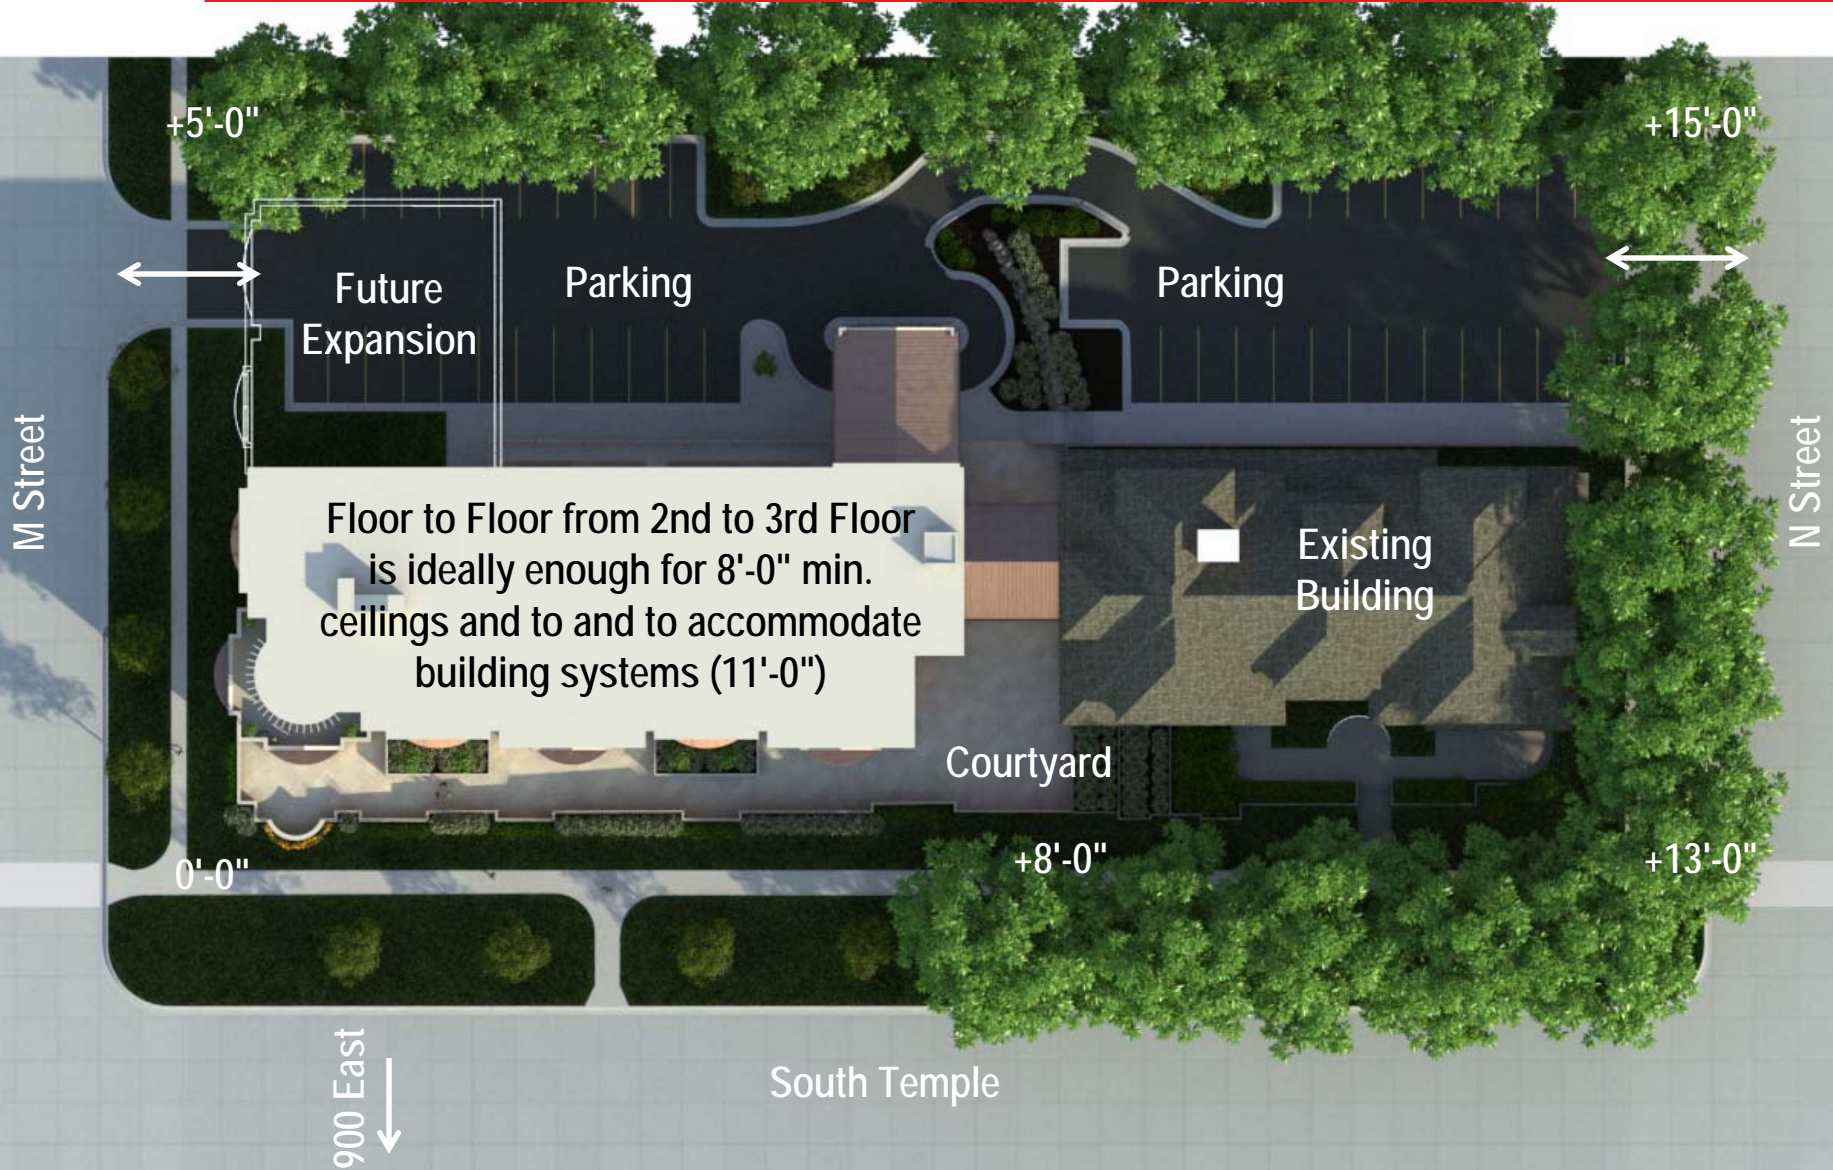 +5'-0"
+15'-0"
Future
Expansion
Parking
Parking
M Street
N Street
Floor to Floor from 2nd to 3rd Floor
is ideally enough for 8'-0" min.
ceilings and to and to accommodate
building systems (11'-0")
Existing
Building
Courtyard
0'-0"
+8'-0"
+13'-0"
900 East
South Temple